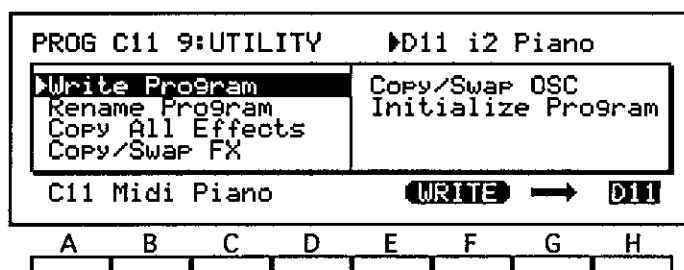 PROG C11 9:UTILITY ▶D11 i2 Piano
▶Write Program Copy/Swap OSC
Rename Program Initialize Program
Copy All Effects
Copy/Swap FX
C11 Midi Piano WRITE → D11
A B C D E F G H